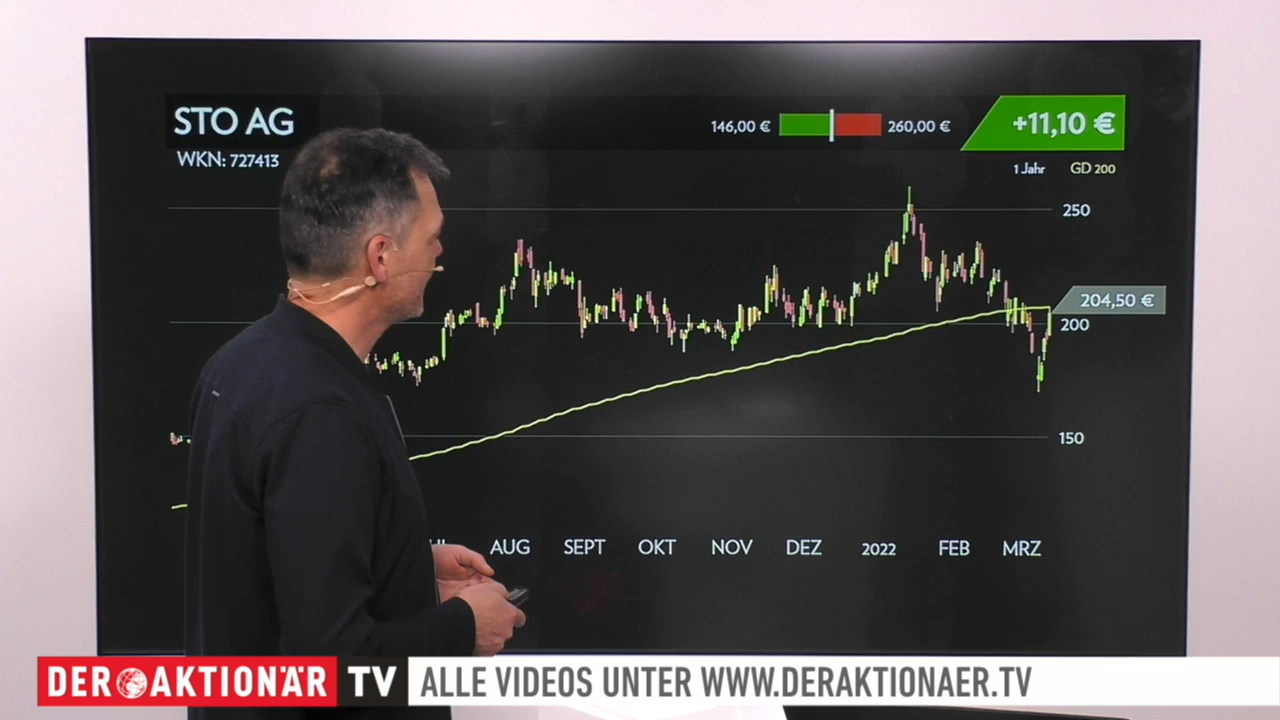 STO AG
WKN: 727413
146,00 € 260,00 €
+11,10 €
1 Jahr GD 200
250
204,50 €
200
150
AUG SEPT OKT NOV DEZ 2022 FEB MRZ
DER AKTIONÄR TV ALLE VIDEOS UNTER WWW.DERAKTIONAER.TV